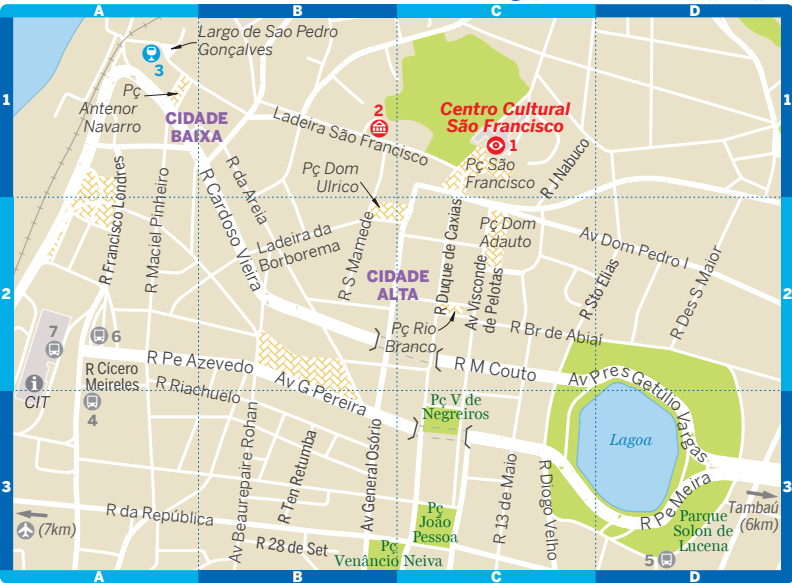 A
B
C
D
1
1
Largo de Sao Pedro
Gonçalves
3
Pç
Antenor
Navarro
CIDADE
BAIXA
2
Ladeira São Francisco
Centro Cultural
São Francisco
1
Pç São
Francisco
R J Nabuco
Pç Dom
Ulrico
R da Areia
R Cardoso Vieira
R Francisco Londres
R Maciel Pinheiro
Ladeira da
Borborema
R S Mamede
CIDADE
ALTA
R Duque de Caxias
Pç Dom
Adauto
Av Visconde
de Pelotas
Av Dom Pedro I
R Sto Elias
R Des S Maior
2
2
Pç Rio
Branco
R Br de Abiaí
7
6
CIT
R Cícero
Meireles
4
R Pe Azevedo
R Riachuelo
Av G Pereira
R M Couto
Av Pres Getúlio Vargas
Pç V de
Negreiros
Lagoa
3
3
Av Beaurepaire Rohan
R Ten Retumba
Av General Osório
R 13 de Maio
R Diogo Velho
R Pe Meira
Parque
Solon de
Lucena
Tambaú
(6km)
(7km)
R da República
R 28 de Set
Pç
João
Pessoa
Pç
Venâncio Neiva
5
A
B
C
D